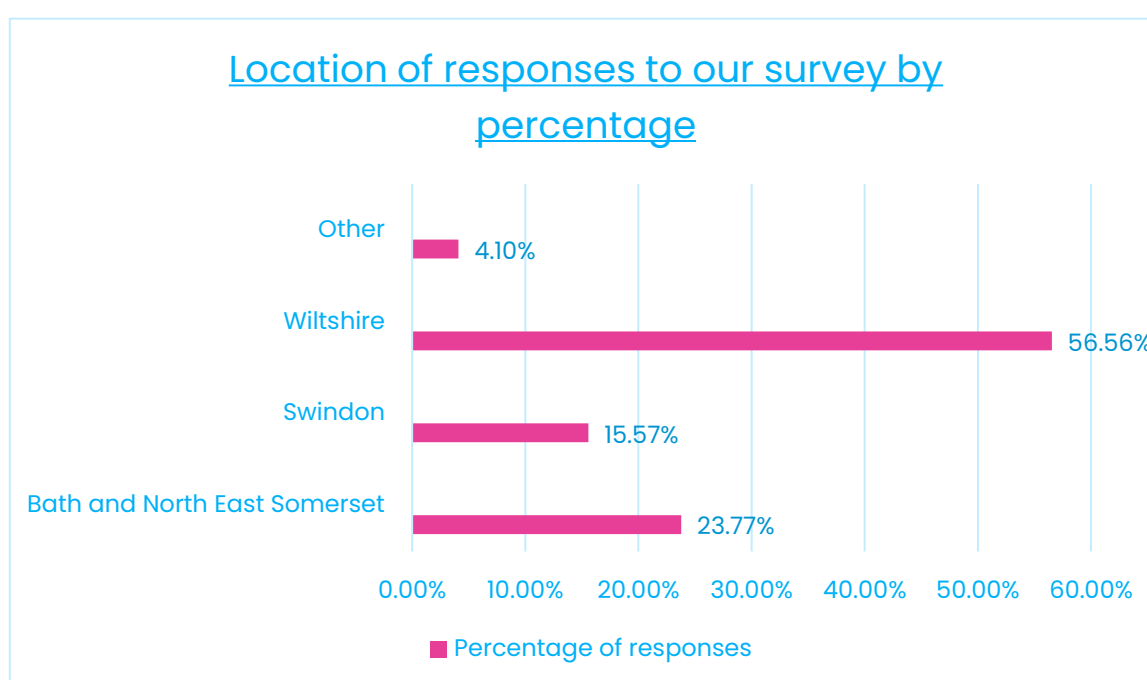 Location of responses to our survey by
percentage
Other
4.10%
Wiltshire
56.56%
Swindon
15.57%
Bath and North East Somerset
23.77%
0.00% 10.00% 20.00% 30.00% 40.00% 50.00% 60.00%
Percentage of responses